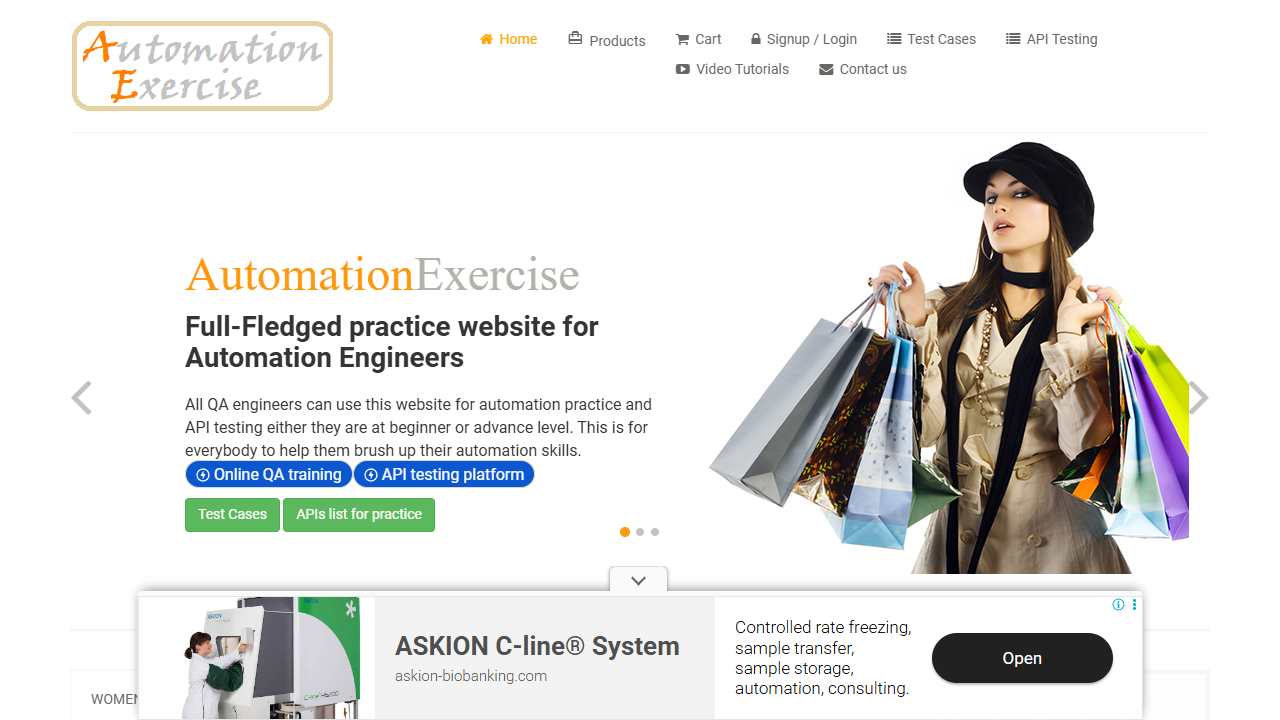 Automation
Exercise
Home
Products
Cart
Signup / Login
Test Cases
API Testing
Video Tutorials
Contact us
AutomationExercise
Full-Fledged practice website for
Automation Engineers
All QA engineers can use this website for automation practice and
API testing either they are at beginner or advance level. This is for
everybody to help them brush up their automation skills.
Online QA training
API testing platform
Test Cases
APIs list for practice
ASKION
ASKION C-line® System
askion-biobanking.com
Controlled rate freezing,
sample transfer,
sample storage,
automation, consulting.
Open
WOMEN